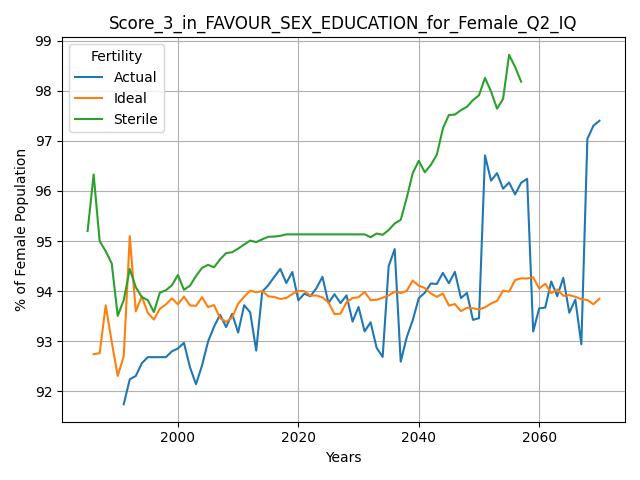 Score_3_in_FAVOUR_SEX_EDUCATION_for_Female_Q2_IQ
Fertility
Actual
Ideal
Sterile
99
98
97
96
95
94
93
92
% of Female Population
2000
2020
2040
2060
Years